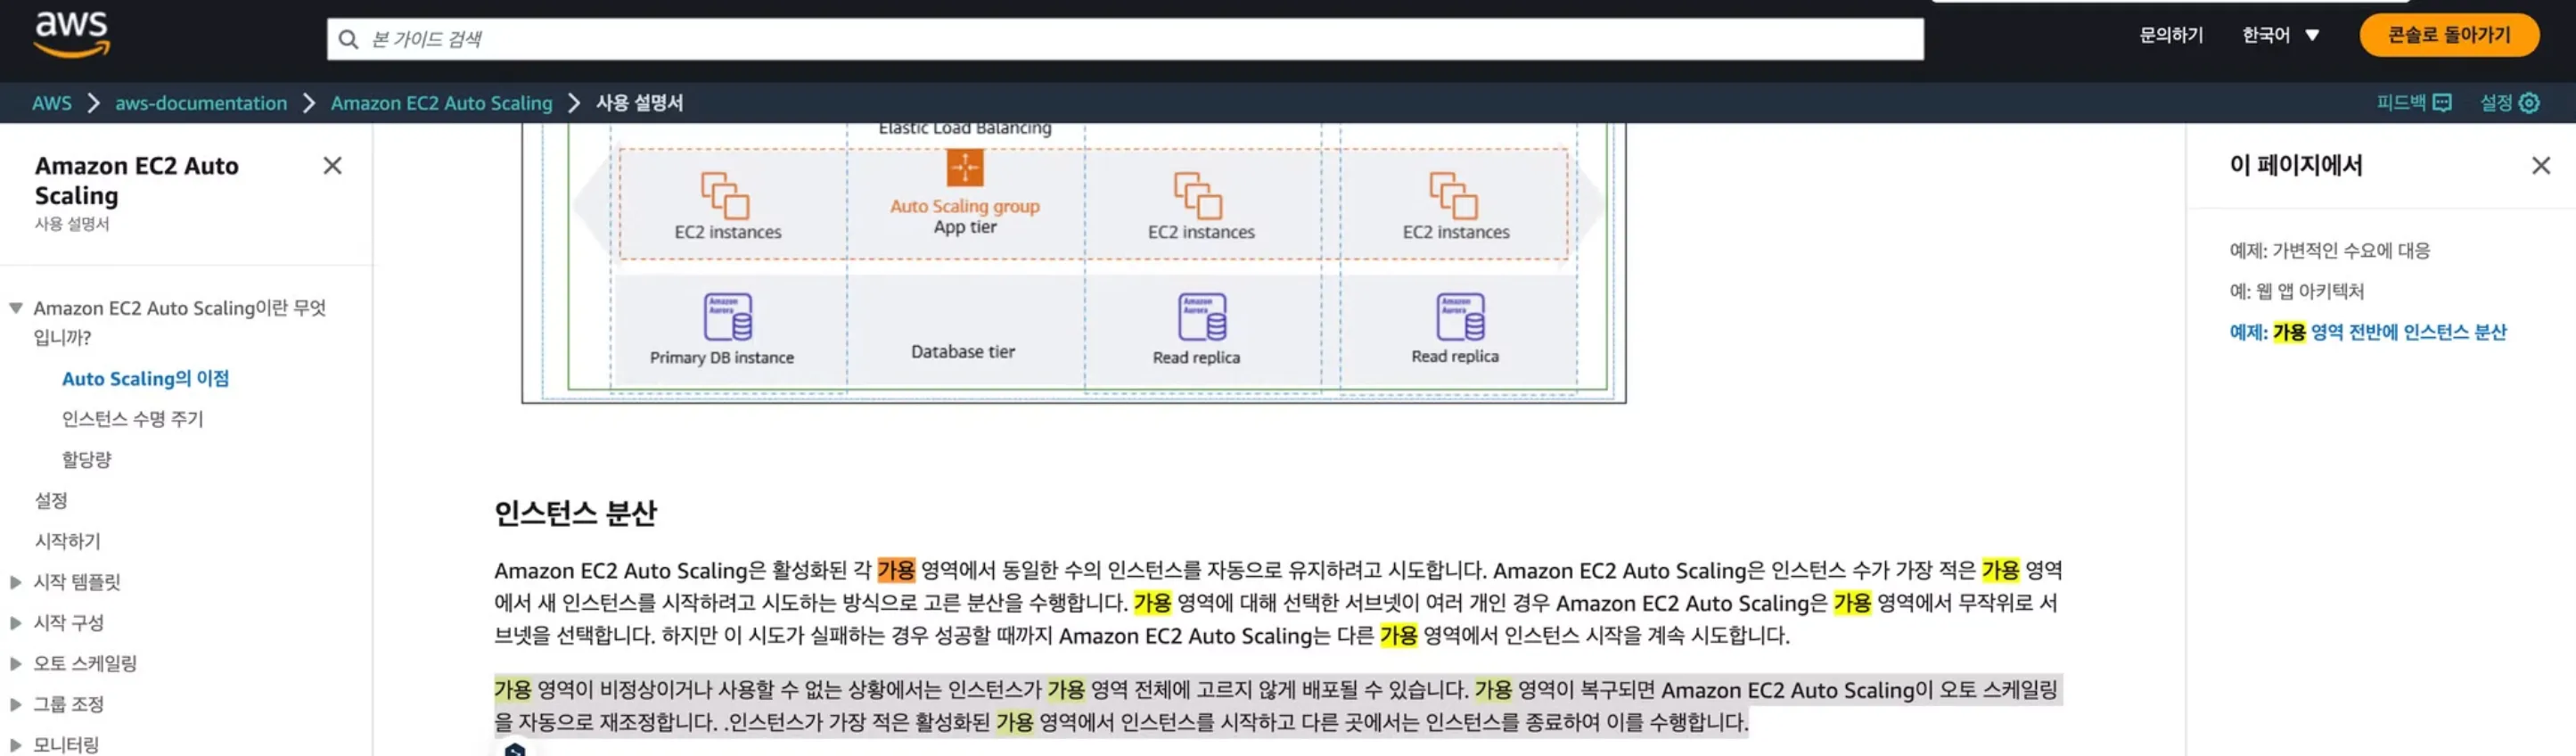 aws
본 가이드 검색
문의하기
한국어
콘솔로 돌아가기
AWS
aws-documentation
Amazon EC2 Auto Scaling
사용 설명서
피드백
설정
Amazon EC2 Auto
Scaling
사용 설명서
Amazon EC2 Auto Scaling이란 무엇
입니까?
Auto Scaling의 이점
인스턴스 수명 주기
할당량
설정
시작하기
시작 템플릿
시작 구성
오토 스케일링
그룹 조정
모니터링
Elastic Load Balancing
EC2 instances
Auto Scaling group
App tier
EC2 instances
EC2 instances
Amazon
Aurora
Primary DB instance
Database tier
Amazon
Aurora
Read replica
Amazon
Aurora
Read replica
인스턴스 분산
Amazon EC2 Auto Scaling은 활성화된 각 가용 영역에서 동일한 수의 인스턴스를 자동으로 유지하려고 시도합니다. Amazon EC2 Auto Scaling은 인스턴스 수가 가장 적은 가용 영역
에서 새 인스턴스를 시작하려고 시도하는 방식으로 고른 분산을 수행합니다. 가용 영역에 대해 선택한 서브넷이 여러 개인 경우 Amazon EC2 Auto Scaling은 가용 영역에서 무작위로 서
브넷을 선택합니다. 하지만 이 시도가 실패하는 경우 성공할 때까지 Amazon EC2 Auto Scaling는 다른 가용 영역에서 인스턴스 시작을 계속 시도합니다.
가용 영역이 비정상이거나 사용할 수 없는 상황에서는 인스턴스가 가용 영역 전체에 고르지 않게 배포될 수 있습니다. 가용 영역이 복구되면 Amazon EC2 Auto Scaling이 오토 스케일링
을 자동으로 재조정합니다. .인스턴스가 가장 적은 활성화된 가용 영역에서 인스턴스를 시작하고 다른 곳에서는 인스턴스를 종료하여 이를 수행합니다.
이 페이지에서
예제: 가변적인 수요에 대응
예: 웹 앱 아키텍처
예제: 가용 영역 전반에 인스턴스 분산